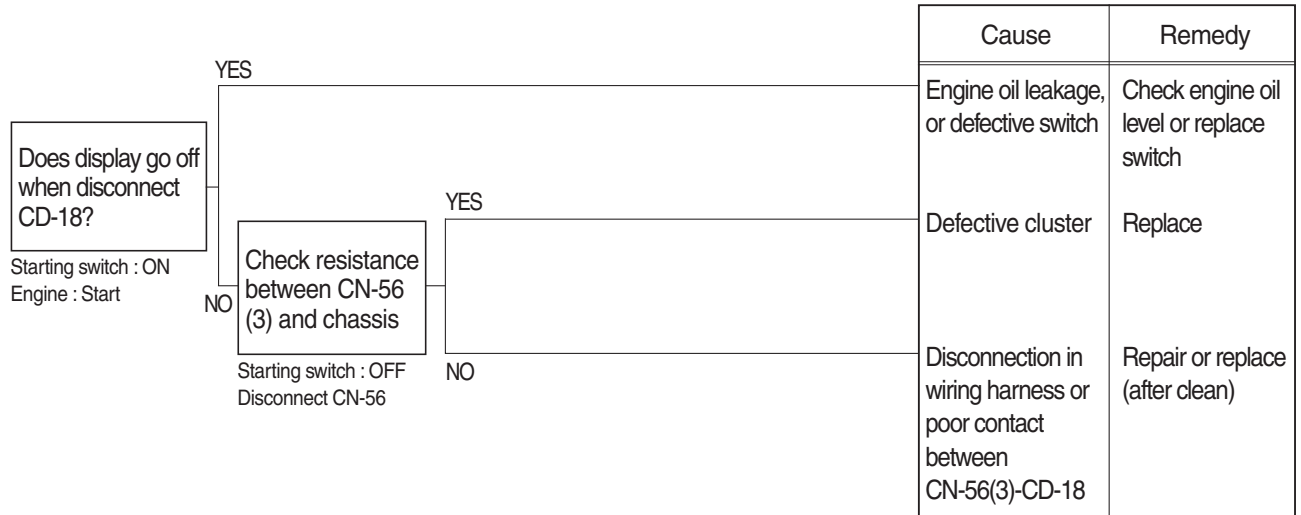 Cause
Remedy
YES
Engine oil leakage,
or defective switch
Check engine oil
level or replace
switch
Does display go off
when disconnect
CD-18?
Starting switch : ON
Engine : Start
YES
Defective cluster
Replace
NO
Check resistance
between CN-56
(3) and chassis
Starting switch : OFF
Disconnect CN-56
NO
Disconnection in
wiring harness or
poor contact
between
CN-56(3)-CD-18
Repair or replace
(after clean)